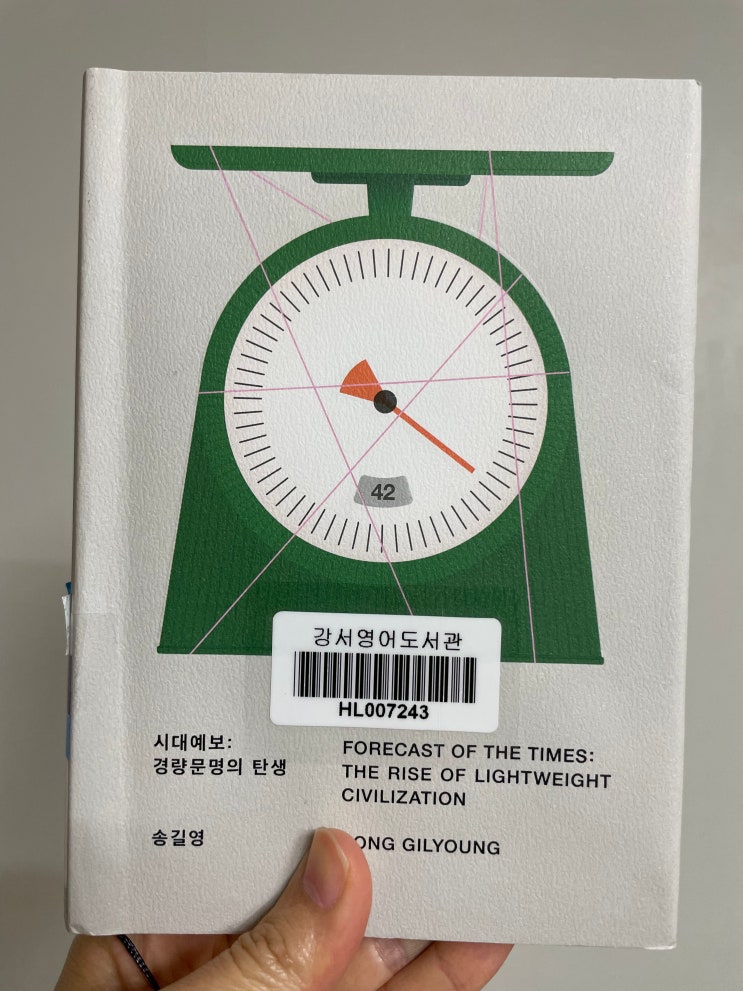 42
강서영어도서관
HL007243
시대예보:
경량문명의 탄생
FORECAST OF THE TIMES:
THE RISE OF LIGHTWEIGHT
CIVILIZATION
송길영
GILYOUNG